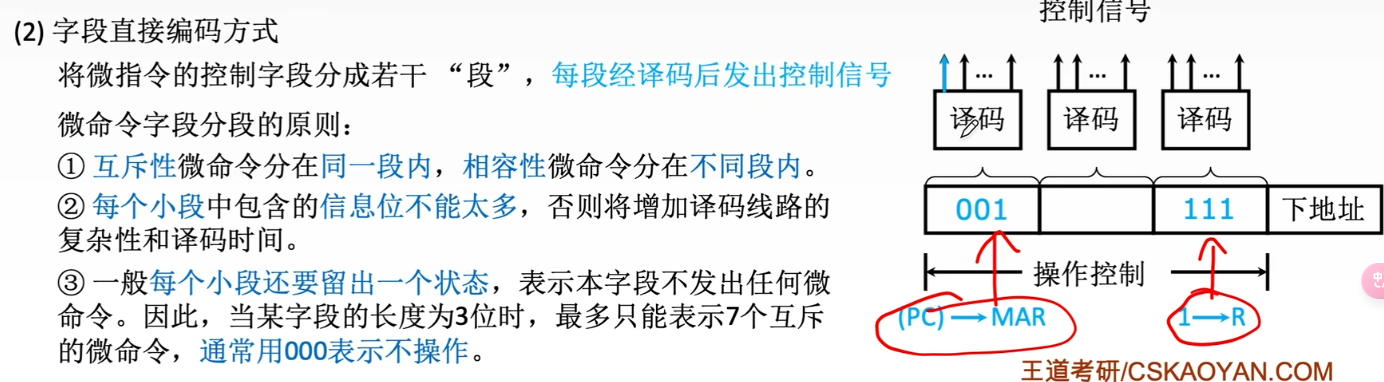 (2) 字段直接编码方式
将微指令的控制字段分成若干 “段”，每段经译码后发出控制信号
微命令字段分段的原则：
① 互斥性微命令分在同一段内，相容性微命令分在不同段内。
② 每个小段中包含的信息位不能太多，否则将增加译码线路的
复杂性和译码时间。
③ 一般每个小段还要留出一个状态，表示本字段不发出任何微
命令。因此，当某字段的长度为3位时，最多只能表示7个互斥
的微命令，通常用000表示不操作。
控制信号
... ... ...
译码 译码 译码
001 111 下地址
操作控制
(PC) → MAR 1→R
王道考研/CSKAOYAN.COM